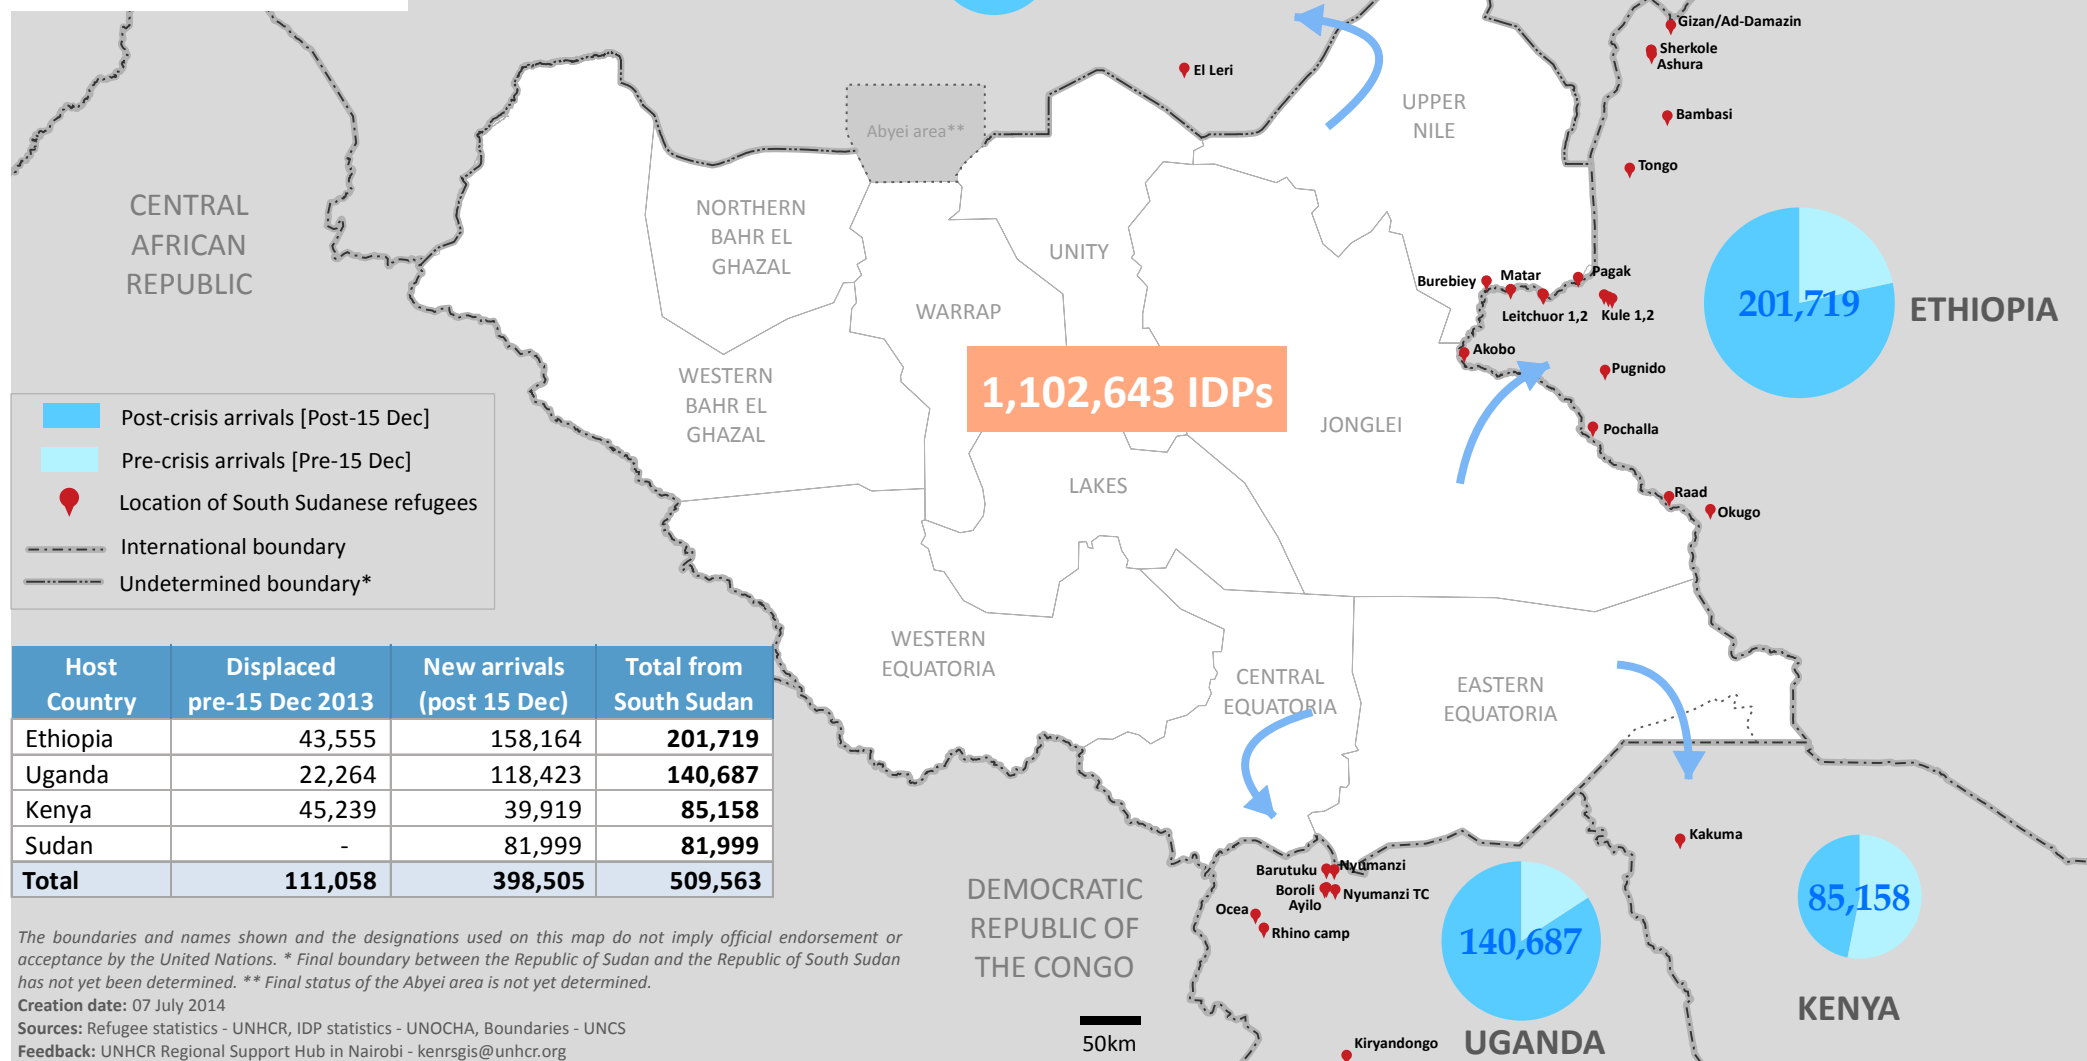 Gizan/Ad-Damazin
Sherkole
Ashura
El Leri
UPPER
NILE
Bambasi
Abyei area**
Tongo
CENTRAL
AFRICAN
REPUBLIC
NORTHERN
BAHR EL
GHAZAL
UNITY
Burebiey
Matar
Pagak
Leitchuor 1,2
Kule 1,2
201,719
ETHIOPIA
WARRAP
Akobo
Pugnido
WESTERN
BAHR EL
GHAZAL
1,102,643 IDPs
JONGLEI
Pochalla
LAKES
Raad
Okugo
Post-crisis arrivals [Post-15 Dec]
Pre-crisis arrivals [Pre-15 Dec]
Location of South Sudanese refugees
International boundary
Undetermined boundary*
WESTERN
EQUATORIA
CENTRAL
EQUATORIA
EASTERN
EQUATORIA
Host Country Displaced pre-15 Dec 2013 New arrivals (post 15 Dec) Total from South Sudan
Ethiopia 43,555 158,164 201,719
Uganda 22,264 118,423 140,687
Kenya 45,239 39,919 85,158
Sudan - 81,999 81,999
Total 111,058 398,505 509,563
Kakuma
Barutuku
Nyumanzi
Boroli
Nyumanzi TC
Ayilo
Ocea
Rhino camp
DEMOCRATIC
REPUBLIC OF
THE CONGO
140,687
85,158
KENYA
UGANDA
Kiryandongo
50km
The boundaries and names shown and the designations used on this map do not imply official endorsement or
acceptance by the United Nations. * Final boundary between the Republic of Sudan and the Republic of South Sudan
has not yet been determined. ** Final status of the Abyei area is not yet determined.
Creation date: 07 July 2014
Sources: Refugee statistics - UNHCR, IDP statistics - UNOCHA, Boundaries - UNCS
Feedback: UNHCR Regional Support Hub in Nairobi - kenrsgis@unhcr.org